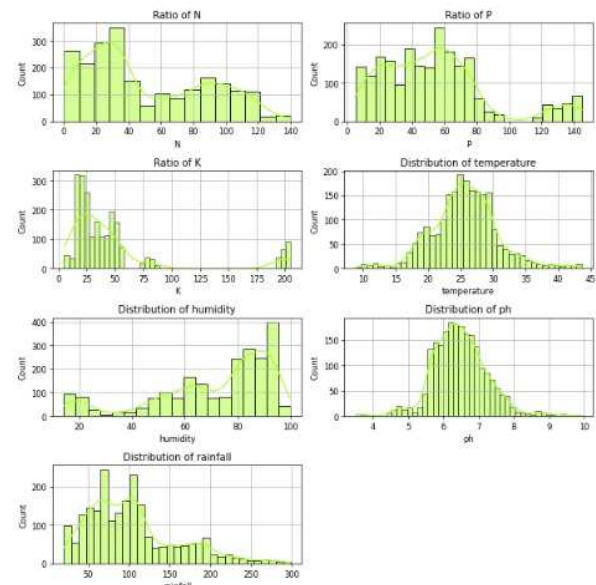 Ratio of N
Count
300
200
100
0
0 20 40 60 80 100 120 140
N
Ratio of P
Count
200
100
0
0 20 40 60 80 100 120 140
P
Ratio of K
Count
300
200
100
0
0 25 50 75 100 125 150 175 200
K
Distribution of temperature
Count
200
150
100
50
0
10 15 20 25 30 35 40 45
temperature
Distribution of humidity
Count
400
300
200
100
0
20 40 60 80 100
humidity
Distribution of ph
Count
150
100
50
0
4 5 6 7 8 9 10
ph
Distribution of rainfall
Count
200
100
0
50 100 150 200 250 300
rainfall